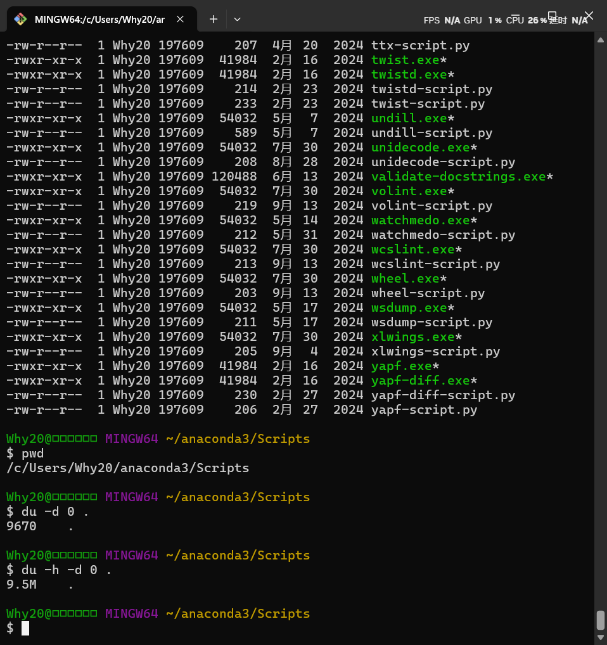 MINGW64:/c/Users/Why20/ar
FPS N/A GPU 1 % CPU 26 % 延时 N/A
-rw-r--r-- 1 Why20 197609 207 4月 20 2024 ttx-script.py
-rwxr-xr-x 1 Why20 197609 41984 2月 16 2024 twist.exe*
-rwxr-xr-x 1 Why20 197609 41984 2月 16 2024 twistd.exe*
-rw-r--r-- 1 Why20 197609 214 2月 23 2024 twistd-script.py
-rw-r--r-- 1 Why20 197609 233 2月 23 2024 twist-script.py
-rwxr-xr-x 1 Why20 197609 54032 5月 7 2024 undill.exe*
-rw-r--r-- 1 Why20 197609 589 5月 7 2024 undill-script.py
-rwxr-xr-x 1 Why20 197609 54032 7月 30 2024 unidecode.exe*
-rw-r--r-- 1 Why20 197609 208 8月 28 2024 unidecode-script.py
-rwxr-xr-x 1 Why20 197609 120488 6月 13 2024 validate-docstrings.exe*
-rwxr-xr-x 1 Why20 197609 54032 7月 30 2024 volint.exe*
-rw-r--r-- 1 Why20 197609 219 9月 13 2024 volint-script.py
-rwxr-xr-x 1 Why20 197609 54032 5月 14 2024 watchmedo.exe*
-rw-r--r-- 1 Why20 197609 212 5月 31 2024 watchmedo-script.py
-rwxr-xr-x 1 Why20 197609 54032 7月 30 2024 wcslint.exe*
-rw-r--r-- 1 Why20 197609 213 9月 13 2024 wcslint-script.py
-rwxr-xr-x 1 Why20 197609 54032 7月 30 2024 wheel.exe*
-rw-r--r-- 1 Why20 197609 203 9月 13 2024 wheel-script.py
-rwxr-xr-x 1 Why20 197609 54032 5月 17 2024 wsdump.exe*
-rw-r--r-- 1 Why20 197609 211 5月 17 2024 wsdump-script.py
-rwxr-xr-x 1 Why20 197609 54032 7月 30 2024 xlwings.exe*
-rw-r--r-- 1 Why20 197609 205 9月 4 2024 xlwings-script.py
-rwxr-xr-x 1 Why20 197609 41984 2月 16 2024 yapf.exe*
-rwxr-xr-x 1 Why20 197609 41984 2月 16 2024 yapf-diff.exe*
-rw-r--r-- 1 Why20 197609 230 2月 27 2024 yapf-diff-script.py
-rw-r--r-- 1 Why20 197609 206 2月 27 2024 yapf-script.py
Why20@□□□□□□ MINGW64 ~/anaconda3/Scripts
$ pwd
/c/Users/Why20/anaconda3/Scripts
Why20@□□□□□□ MINGW64 ~/anaconda3/Scripts
$ du -d 0 .
9670 .
Why20@□□□□□□ MINGW64 ~/anaconda3/Scripts
$ du -h -d 0 .
9.5M .
Why20@□□□□□□ MINGW64 ~/anaconda3/Scripts
$